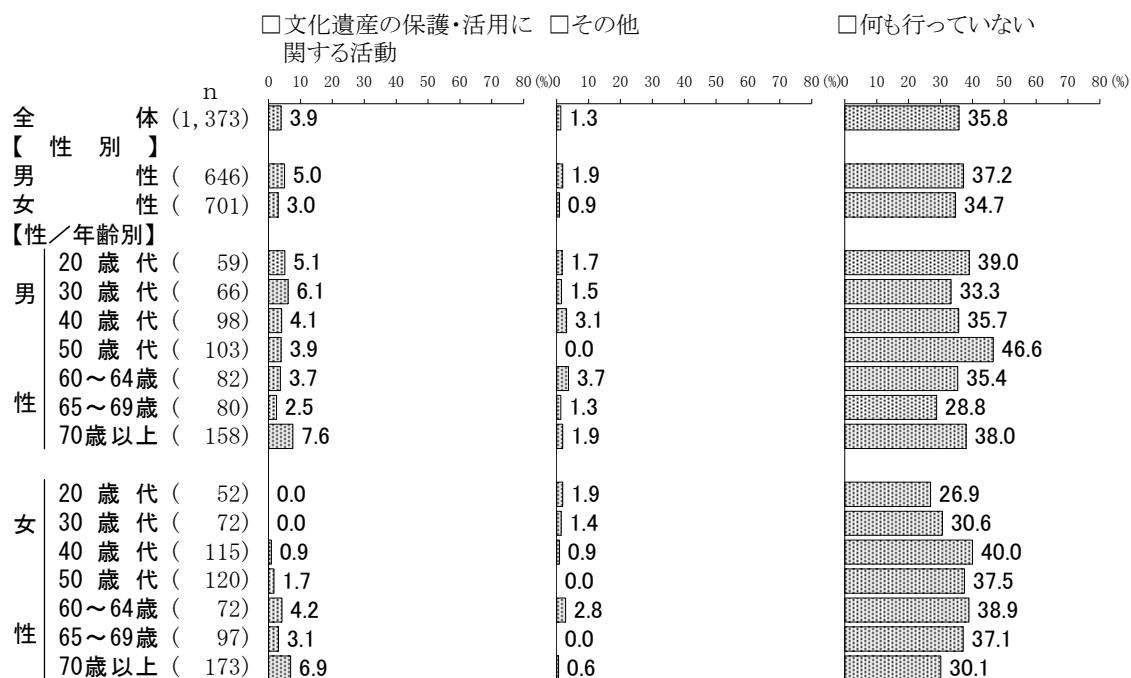 □文化遺産の保護・活用に関する活動 □その他 □何も行っていない
0 10 20 30 40 50 60 70 80 (%) 0 10 20 30 40 50 60 70 80 (%) 0 10 20 30 40 50 60 70 80 (%)
n
全体 (1,373) 3.9 1.3 35.8
【性別】
男性 ( 646) 5.0 1.9 37.2
女性 ( 701) 3.0 0.9 34.7
【性/年齢別】
男性
20歳代 ( 59) 5.1 1.7 39.0
30歳代 ( 66) 6.1 1.5 33.3
40歳代 ( 98) 4.1 3.1 35.7
50歳代 ( 103) 3.9 0.0 46.6
60~64歳 ( 82) 3.7 3.7 35.4
65~69歳 ( 80) 2.5 1.3 28.8
70歳以上 ( 158) 7.6 1.9 38.0
女性
20歳代 ( 52) 0.0 1.9 26.9
30歳代 ( 72) 0.0 1.4 30.6
40歳代 ( 115) 0.9 0.9 40.0
50歳代 ( 120) 1.7 0.0 37.5
60~64歳 ( 72) 4.2 2.8 38.9
65~69歳 ( 97) 3.1 0.0 37.1
70歳以上 ( 173) 6.9 0.6 30.1